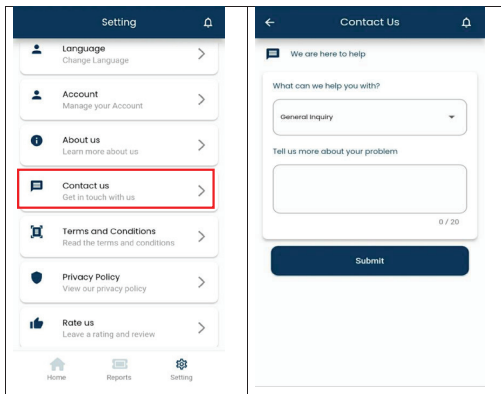 Setting
Language
Change Language
Account
Manage your Account
About us
Learn more about us
Contact us
Get in touch with us
Terms and Conditions
Read the terms and conditions
Privacy Policy
View our privacy policy
Rate us
Leave a rating and review
Home Reports Setting
Contact Us
We are here to help
What can we help you with?
General Inquiry
Tell us more about your problem
0 / 20
Submit